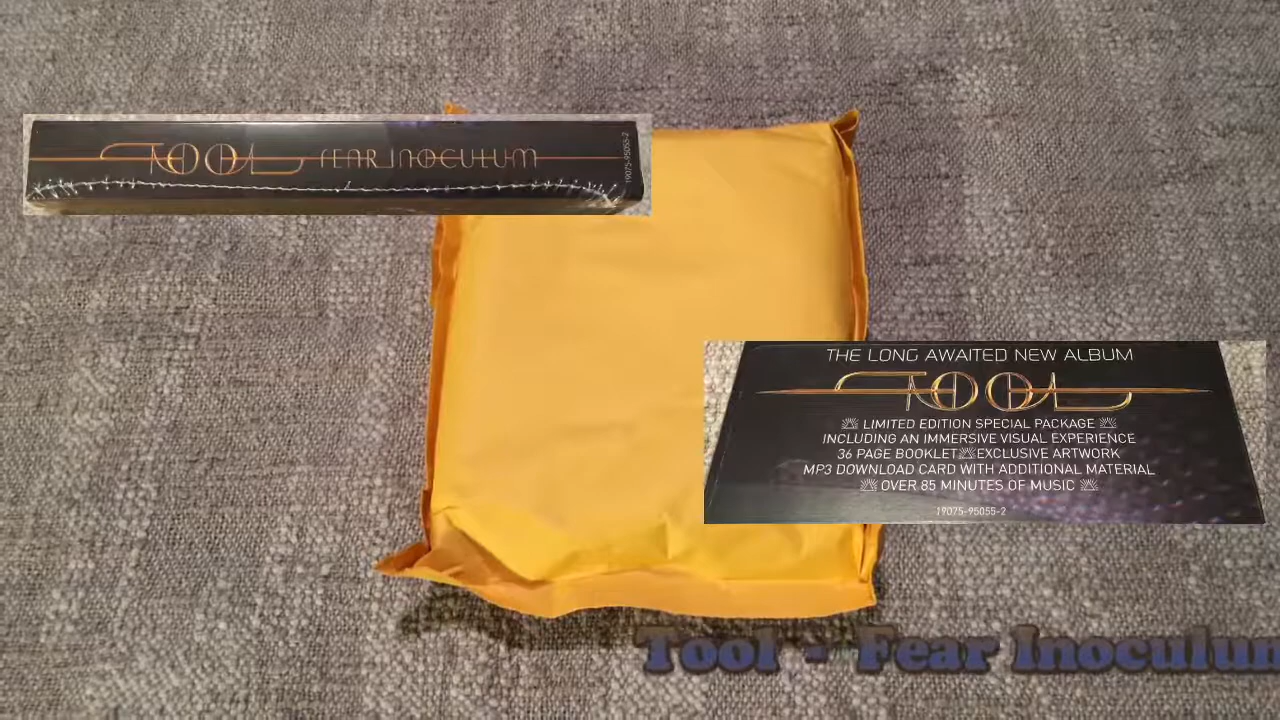 TOOL FEAR INOCULUM
19075-95055-2
THE LONG AWAITED NEW ALBUM
TOOL
LIMITED EDITION SPECIAL PACKAGE
INCLUDING AN IMMERSIVE VISUAL EXPERIENCE
36 PAGE BOOKLET EXCLUSIVE ARTWORK
MP3 DOWNLOAD CARD WITH ADDITIONAL MATERIAL
OVER 85 MINUTES OF MUSIC
19075-95055-2
Tool - Fear Inoculum